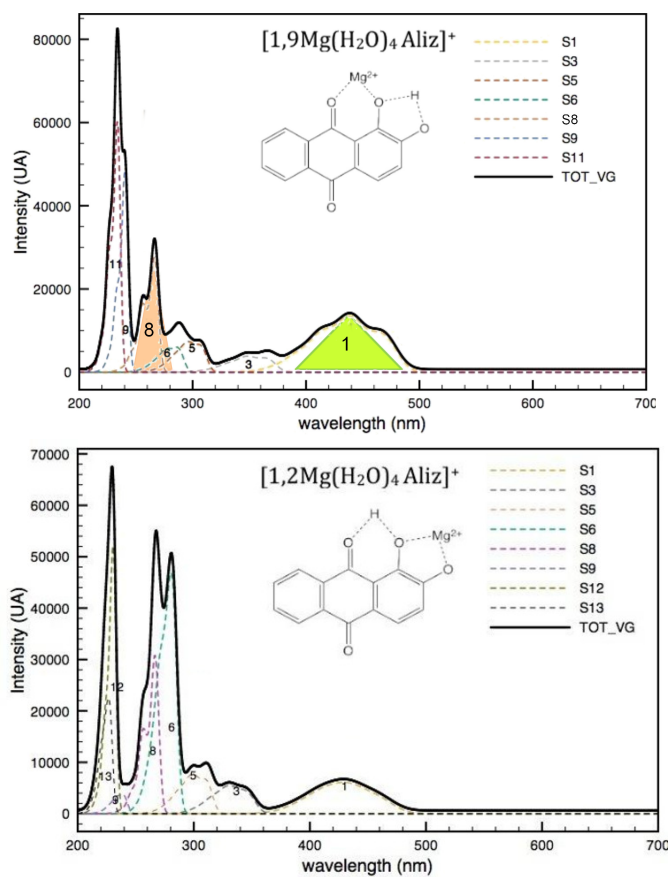 [1,9Mg(H₂O)₄ Aliz]⁺
80000
60000
40000
20000
0
Intensity (UA)
Mg²⁺
H
O
O
O
O
S1
S3
S5
S6
S8
S9
S11
TOT_VG
11
9
8
6
5
3
1
200
300
400
500
600
700
wavelength (nm)
[1,2Mg(H₂O)₄ Aliz]⁺
70000
60000
50000
40000
30000
20000
10000
0
Intensity (UA)
H
O
O
Mg²⁺
O
O
S1
S3
S5
S6
S8
S9
S12
S13
TOT_VG
12
13
9
8
6
5
3
1
200
300
400
500
600
700
wavelength (nm)